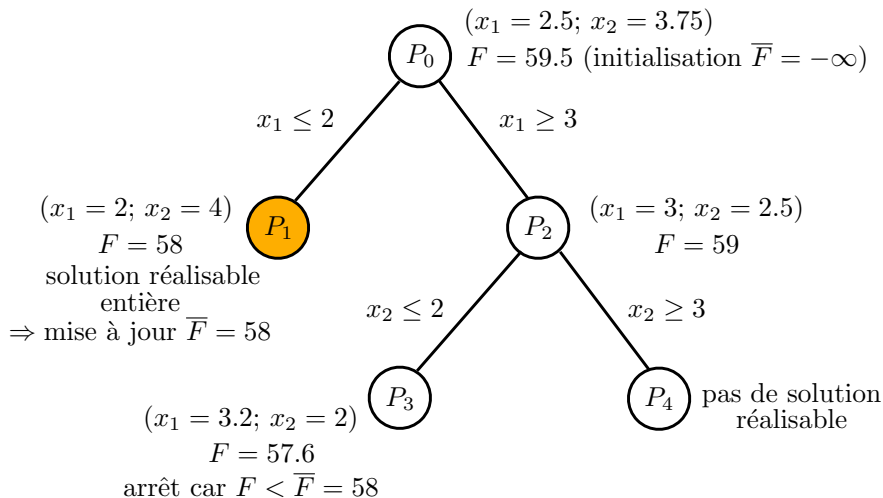 (x₁ = 2.5; x₂ = 3.75)
P₀
F = 59.5 (initialisation F̅ = −∞)
x₁ ≤ 2
x₁ ≥ 3
(x₁ = 2; x₂ = 4)
F = 58
solution réalisable
entière
⇒ mise à jour F̅ = 58
P₁
P₂
(x₁ = 3; x₂ = 2.5)
F = 59
x₂ ≤ 2
x₂ ≥ 3
P₃
(x₁ = 3.2; x₂ = 2)
F = 57.6
arrêt car F < F̅ = 58
P₄
pas de solution
réalisable